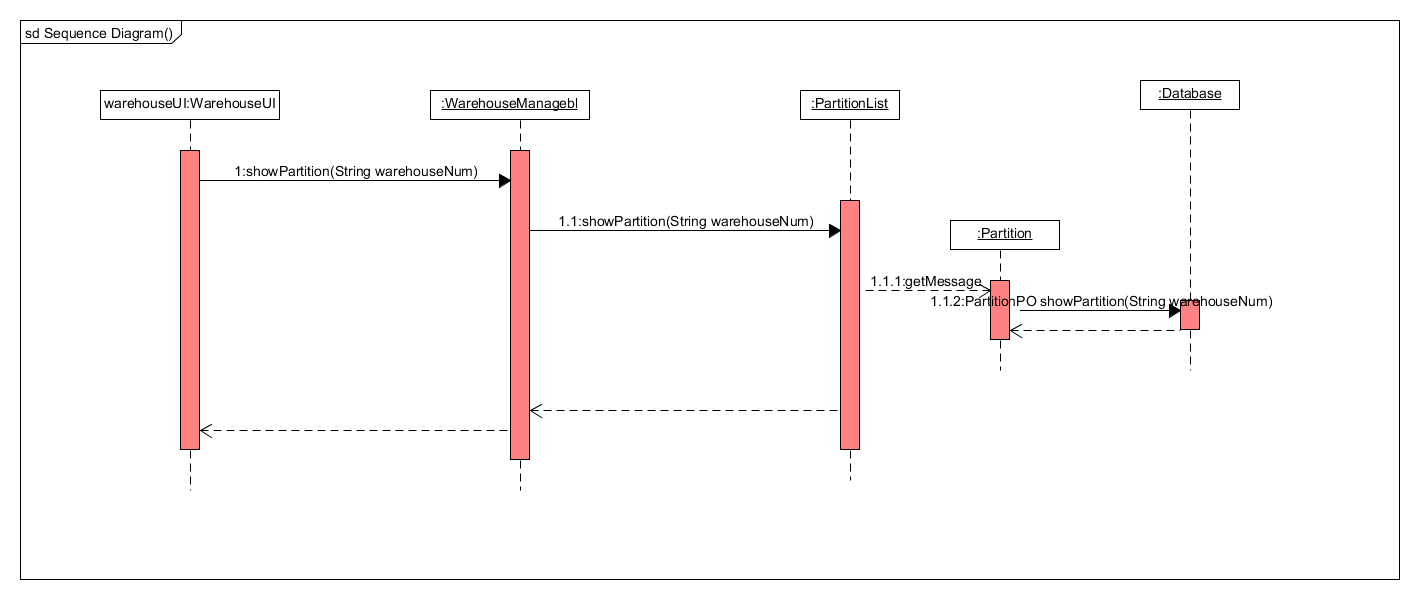 sd Sequence Diagram()
warehouseUI:WarehouseUI
:WarehouseManagebl
:PartitionList
:Database
1:showPartition(String warehouseNum)
1.1:showPartition(String warehouseNum)
:Partition
1.1.1:getMessage
1.1.2:PartitionPO showPartition(String warehouseNum)